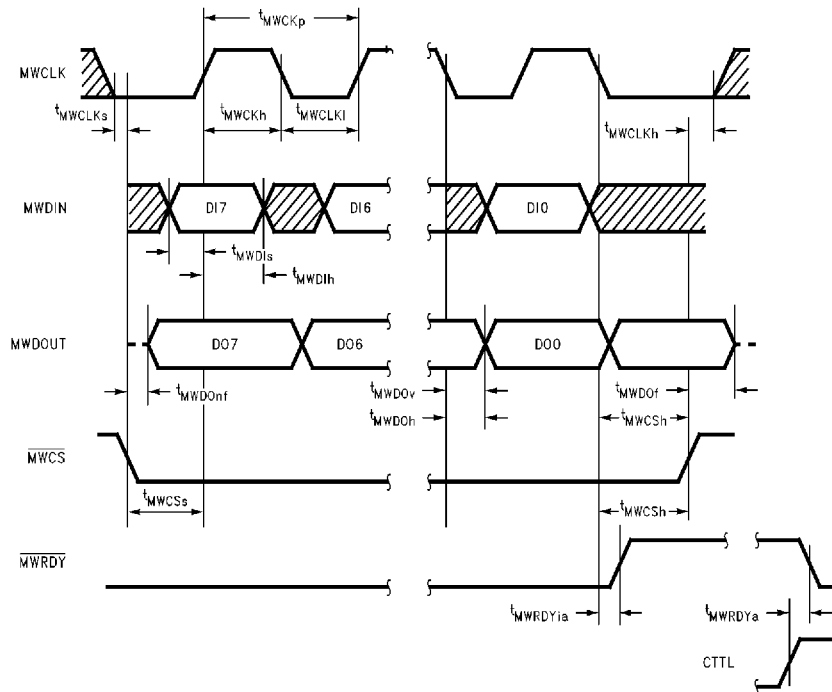 tMWCKp
MWCLK
tMWCLKs
tMWCKh
tMWCLKl
tMWCLKh
MWDIN
DI7
DI6
DI0
tMWDIs
tMWDIh
MWDOUT
DO7
DO6
DO0
tMWDOnf
tMWDOv
tMWDOf
tMWDOh
tMWCSh
MWCS
tMWCSs
tMWCSh
MWRDY
tMWRDYia
tMWRDYa
CTTL